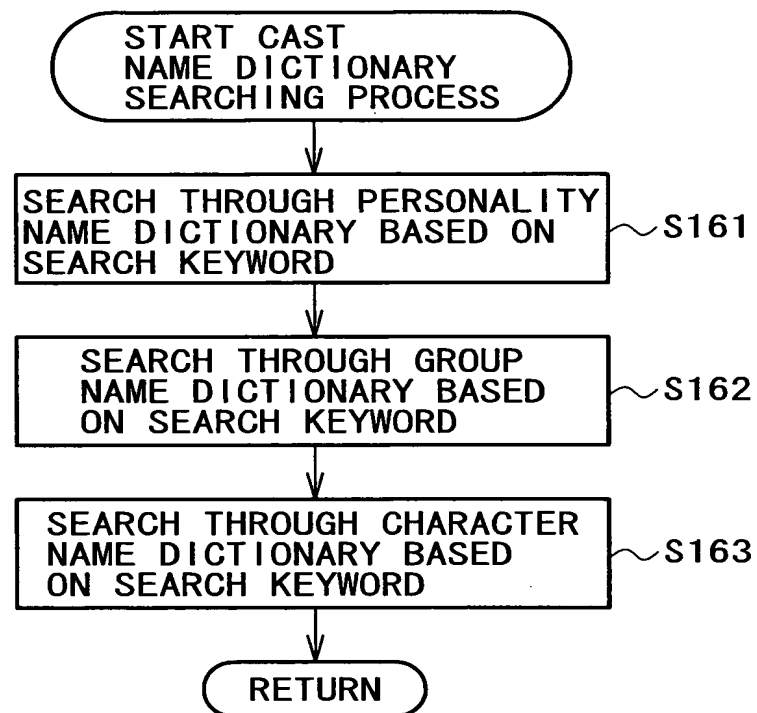 START CAST
NAME DICTIONARY
SEARCHING PROCESS
SEARCH THROUGH PERSONALITY
NAME DICTIONARY BASED ON
SEARCH KEYWORD
S161
SEARCH THROUGH GROUP
NAME DICTIONARY BASED
ON SEARCH KEYWORD
S162
SEARCH THROUGH CHARACTER
NAME DICTIONARY BASED
ON SEARCH KEYWORD
S163
RETURN